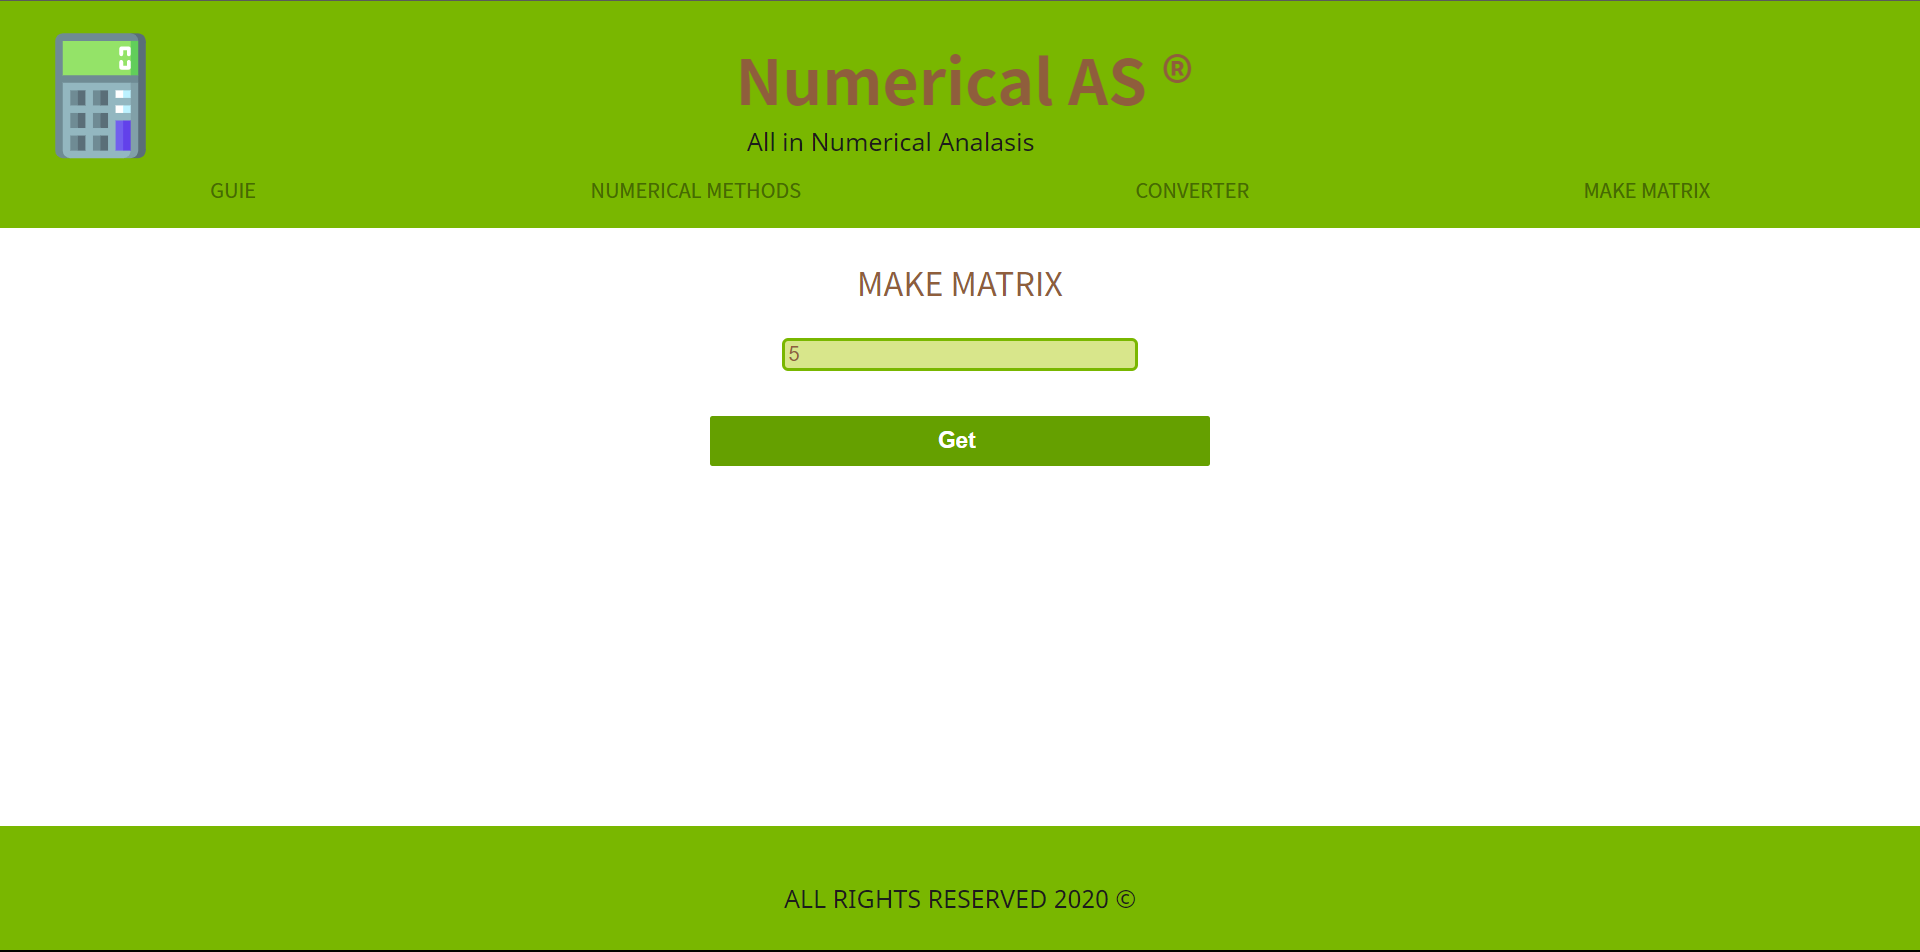 Numerical AS ®
All in Numerical Analasis
GUIE NUMERICAL METHODS CONVERTER MAKE MATRIX
MAKE MATRIX
5
Get
ALL RIGHTS RESERVED 2020 ©